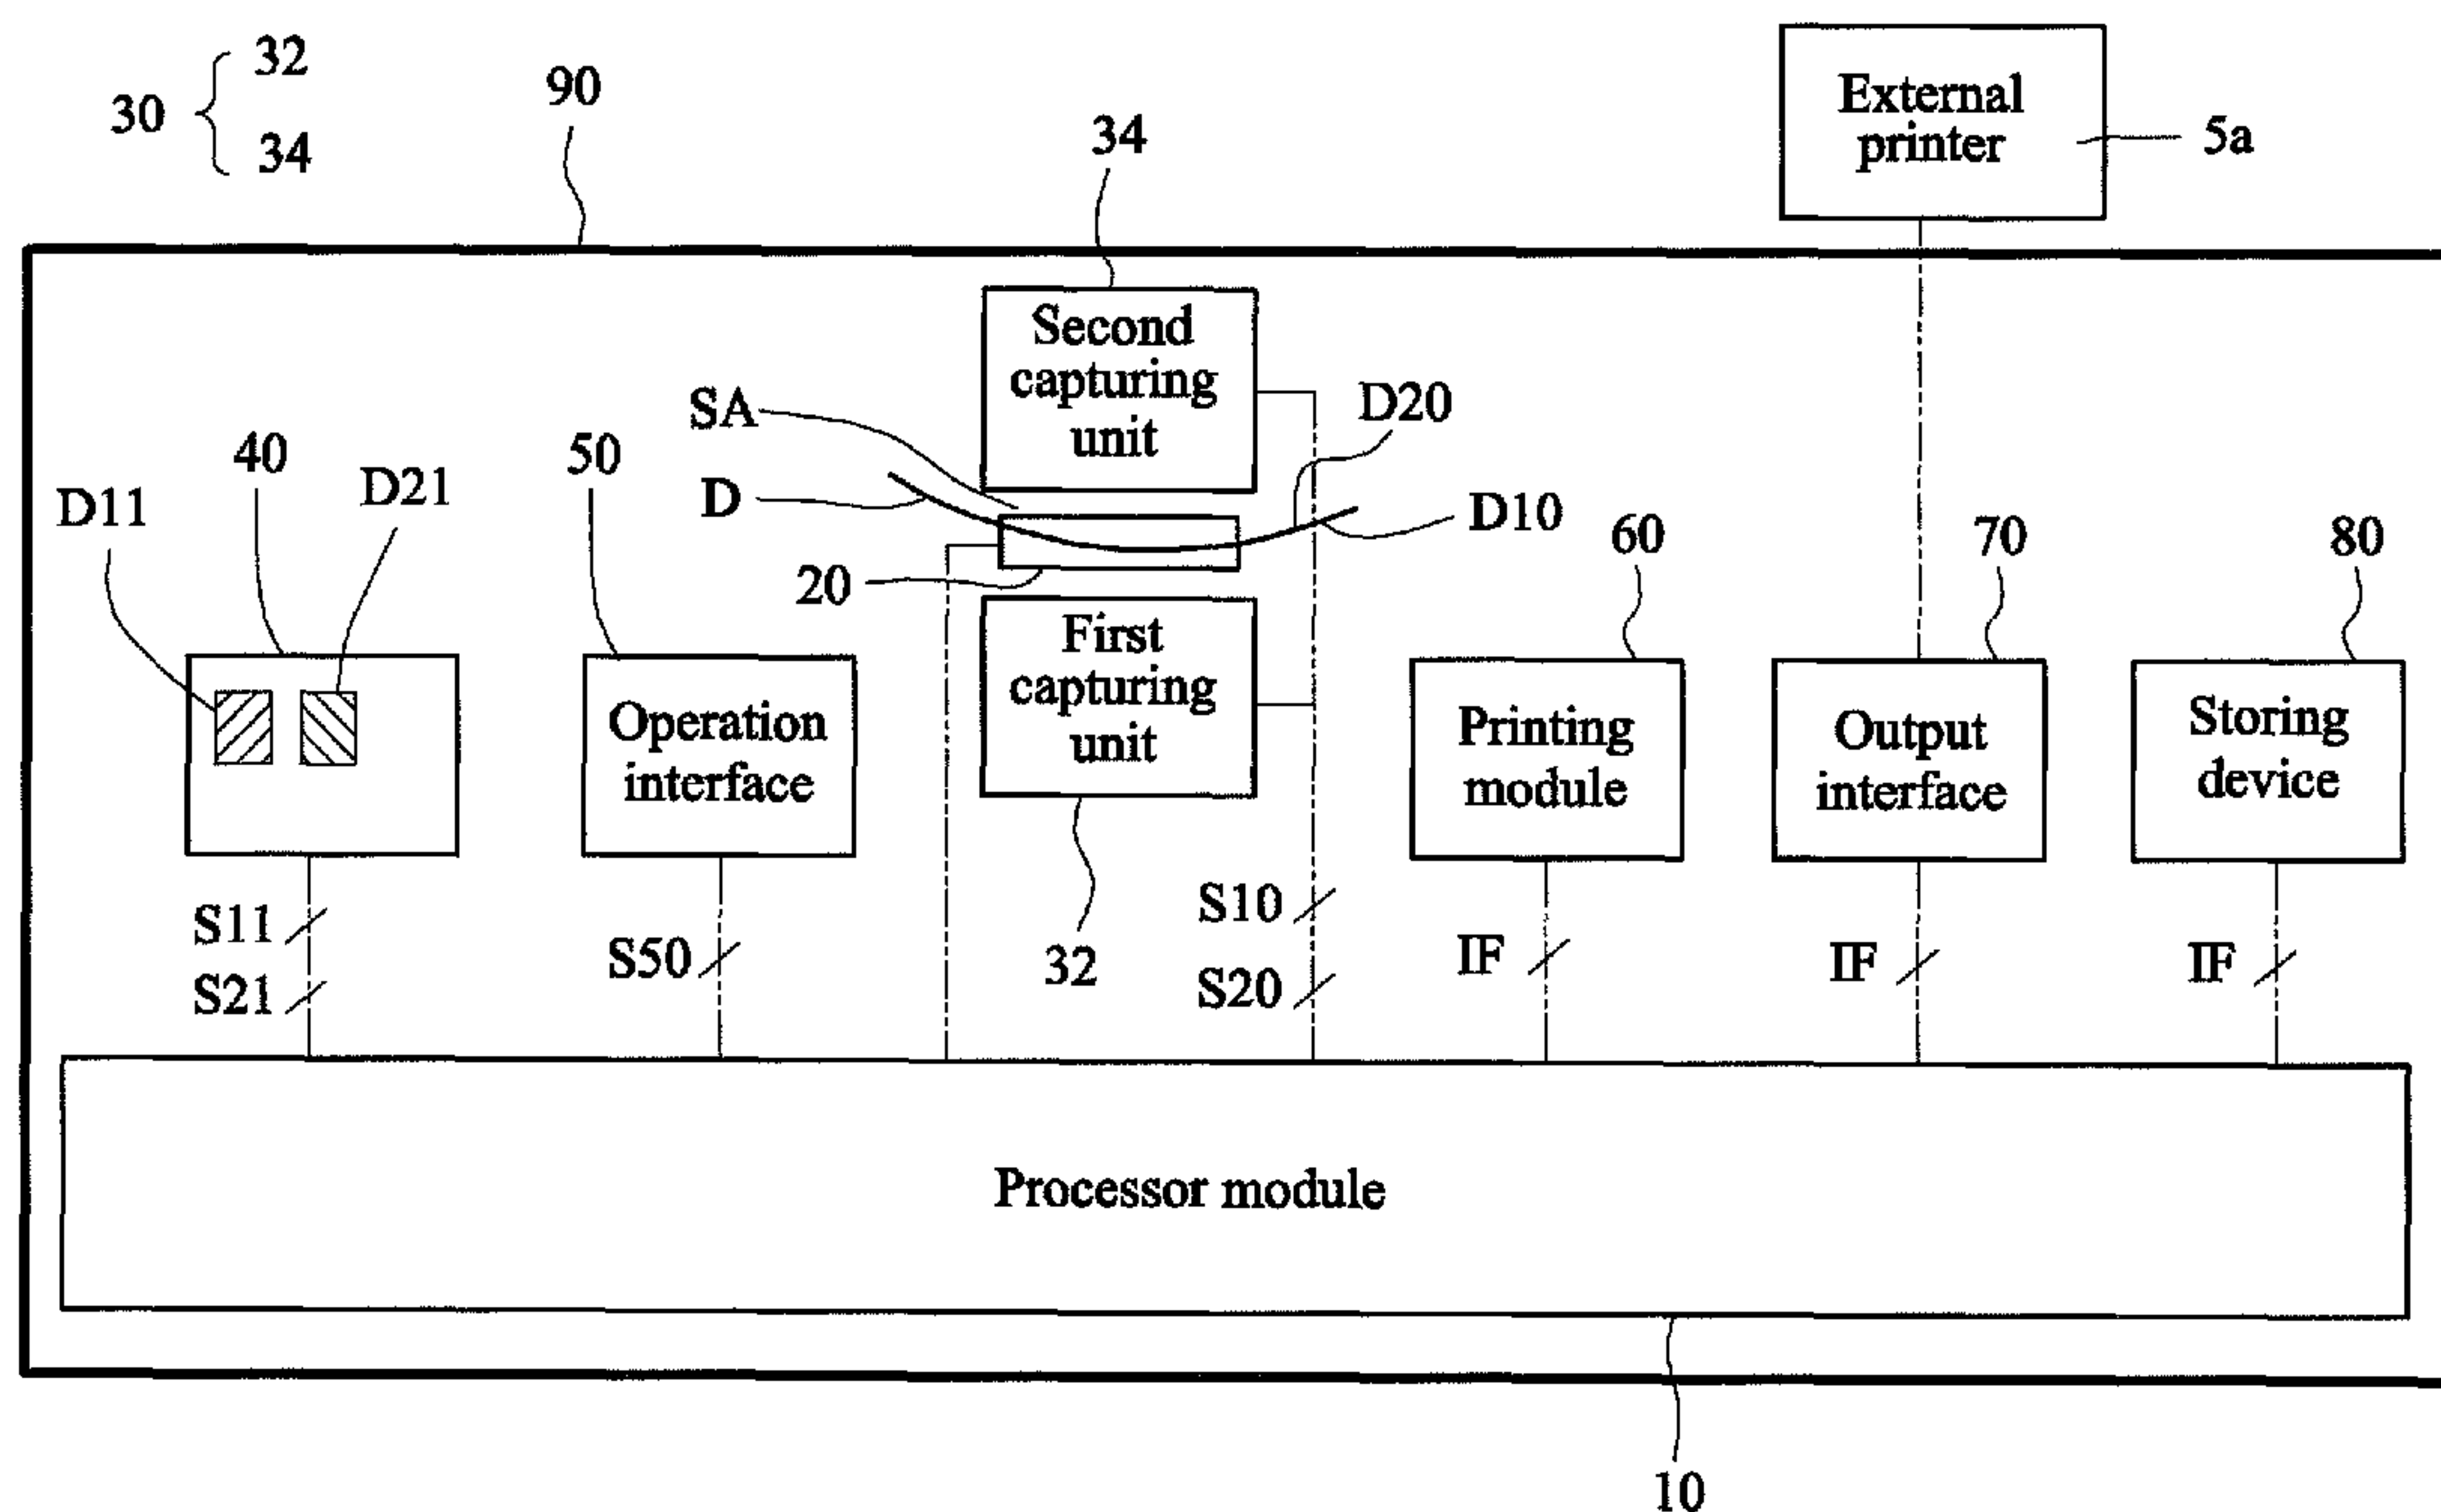 32
30
34
90
34
External
printer
5a
Second
capturing
unit
SA
D20
40
50
D11
D21
D
D10
60
70
80
20
First
capturing
unit
Operation
interface
Printing
module
Output
interface
Storing
device
S11
S21
S50
32
S10
S20
IF
IF
IF
Processor module
10